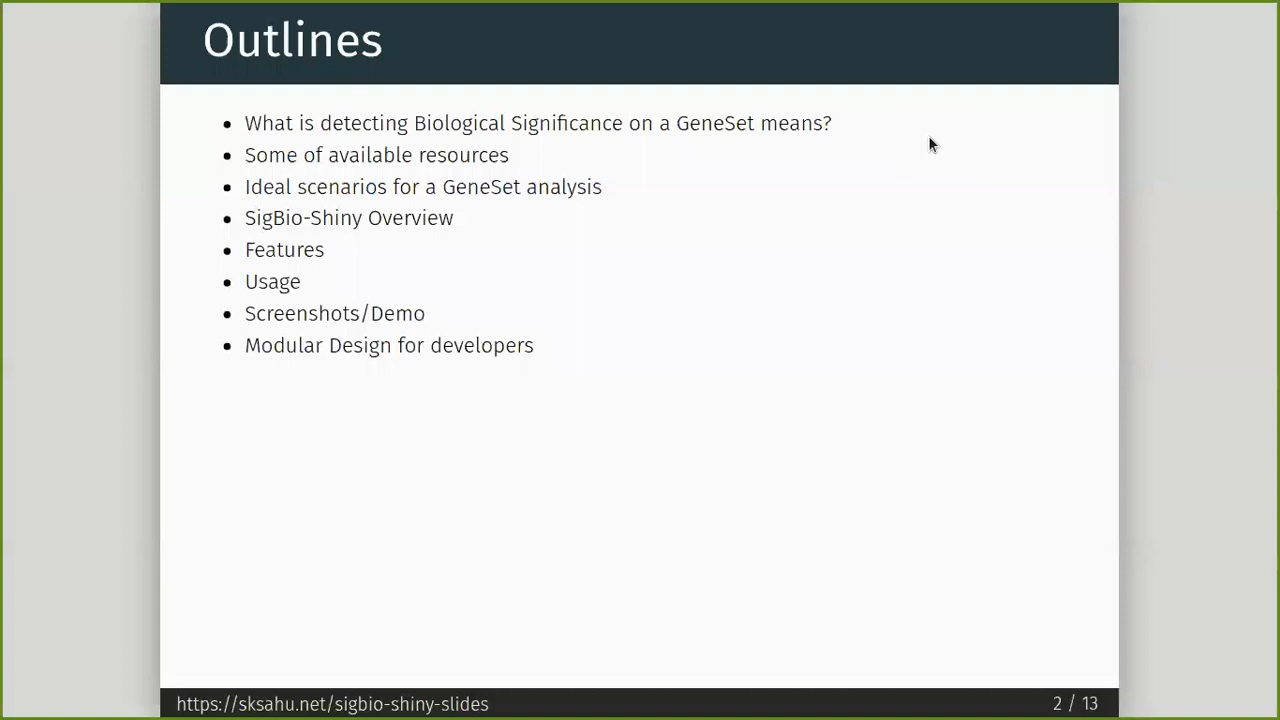 Outlines
What is detecting Biological Significance on a GeneSet means?
Some of available resources
Ideal scenarios for a GeneSet analysis
SigBio-Shiny Overview
Features
Usage
Screenshots/Demo
Modular Design for developers
https://sksahu.net/sigbio-shiny-slides
2 / 13